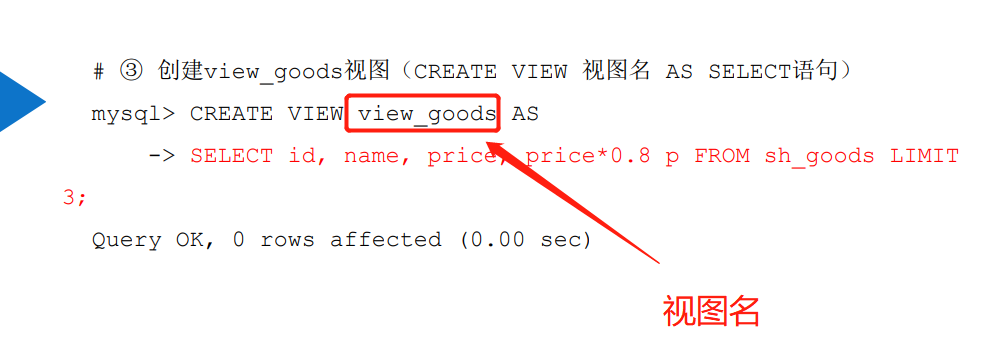 # ③ 创建view_goods视图（CREATE VIEW 视图名 AS SELECT语句）
mysql> CREATE VIEW view_goods AS
-> SELECT id, name, price, price*0.8 p FROM sh_goods LIMIT
3;
Query OK, 0 rows affected (0.00 sec)
视图名